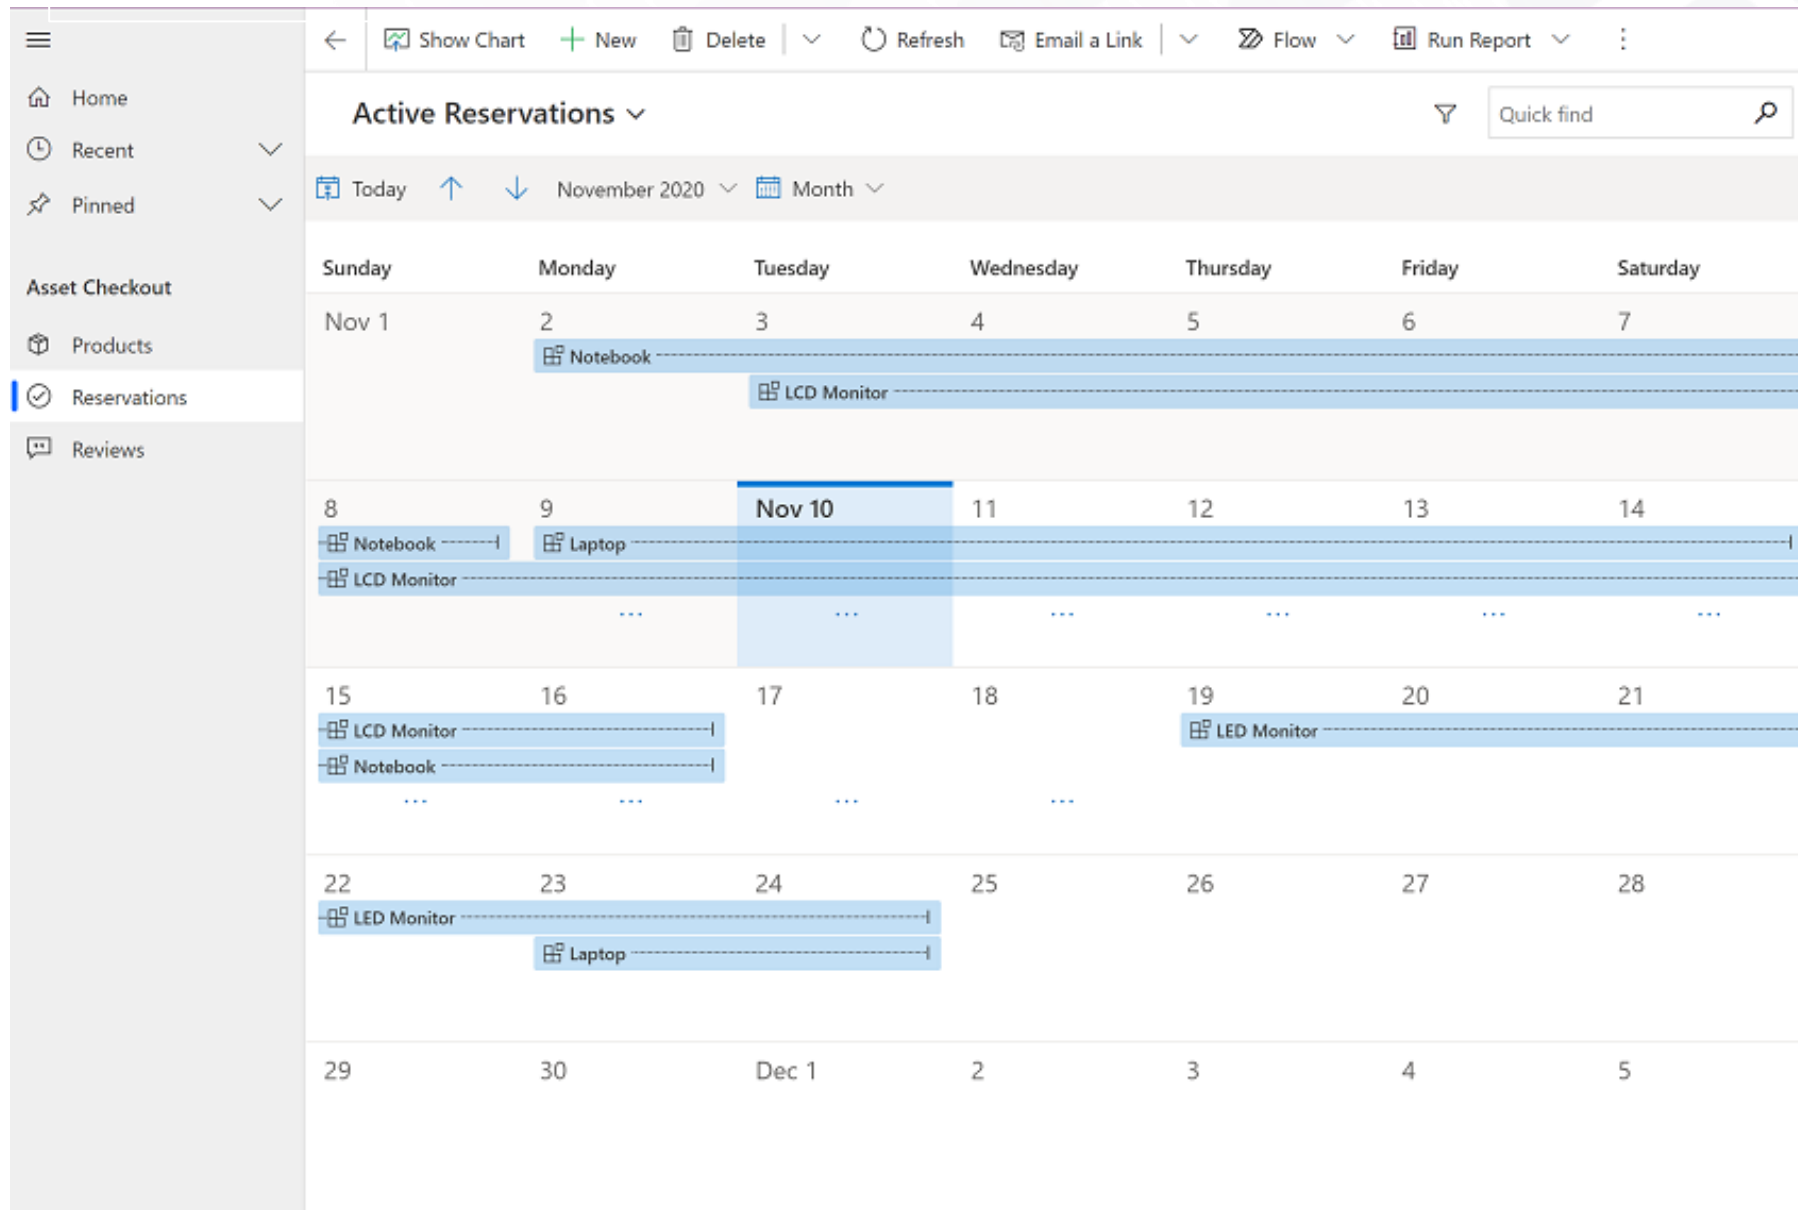 Show Chart New Delete Refresh Email a Link Flow Run Report
Home
Recent
Pinned
Asset Checkout
Products
Reservations
Reviews
Active Reservations
Quick find
Today November 2020 Month
Sunday Monday Tuesday Wednesday Thursday Friday Saturday
Nov 1 2 3 4 5 6 7
Notebook
LCD Monitor
8 9 Nov 10 11 12 13 14
Notebook Laptop
LCD Monitor
... ... ... ... ... ...
15 16 17 18 19 20 21
LCD Monitor LED Monitor
Notebook
... ... ... ...
22 23 24 25 26 27 28
LED Monitor
Laptop
29 30 Dec 1 2 3 4 5